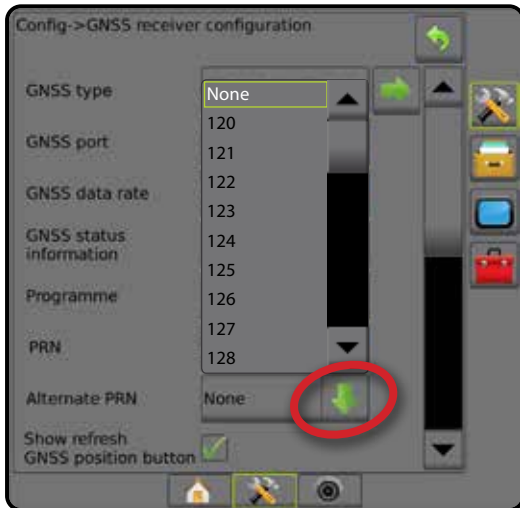 Config->GNSS receiver configuration
GNSS type
None
120
GNSS port
121
122
GNSS data rate
123
GNSS status
information
124
125
Programme
126
127
PRN
128
Alternate PRN
None
Show refresh
GNSS position button